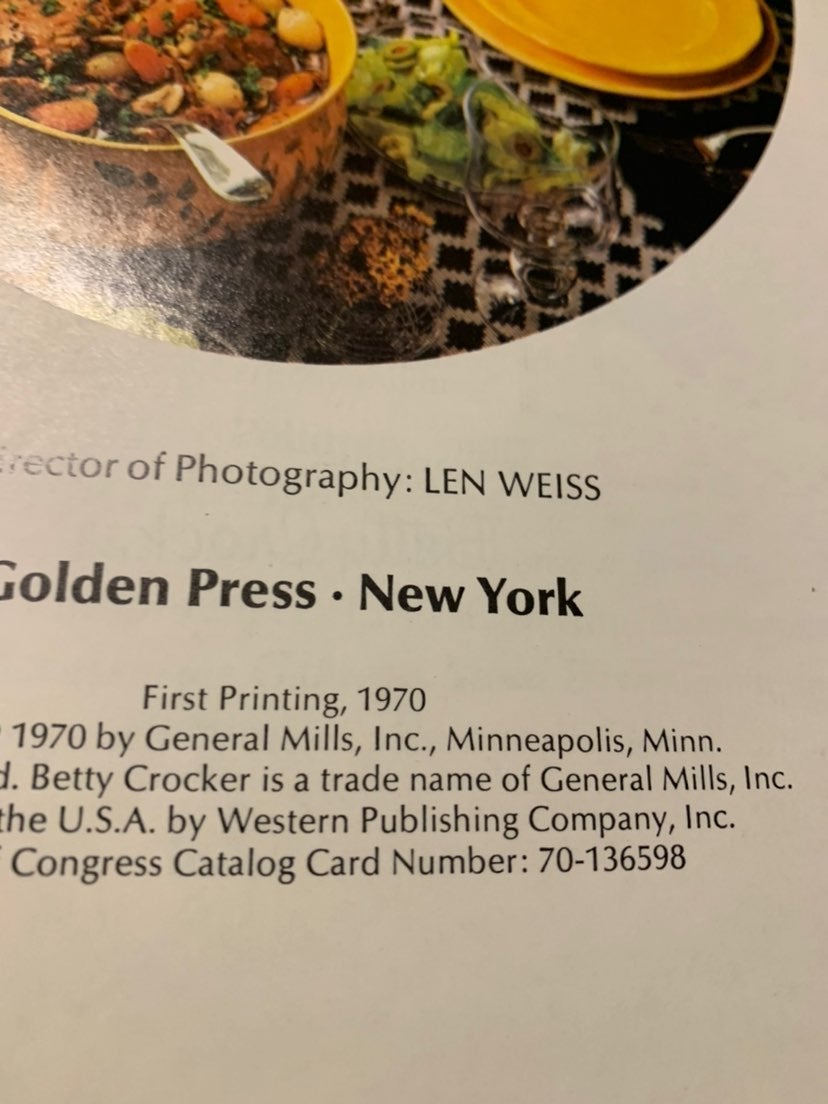 of Photography: LEN WEISS
Golden Press · New York
First Printing, 1970
1970 by General Mills, Inc., Minneapolis, Minn.
Betty Crocker is a trade name of General Mills, Inc.
the U.S.A. by Western Publishing Company, Inc.
Congress Catalog Card Number: 70-136598